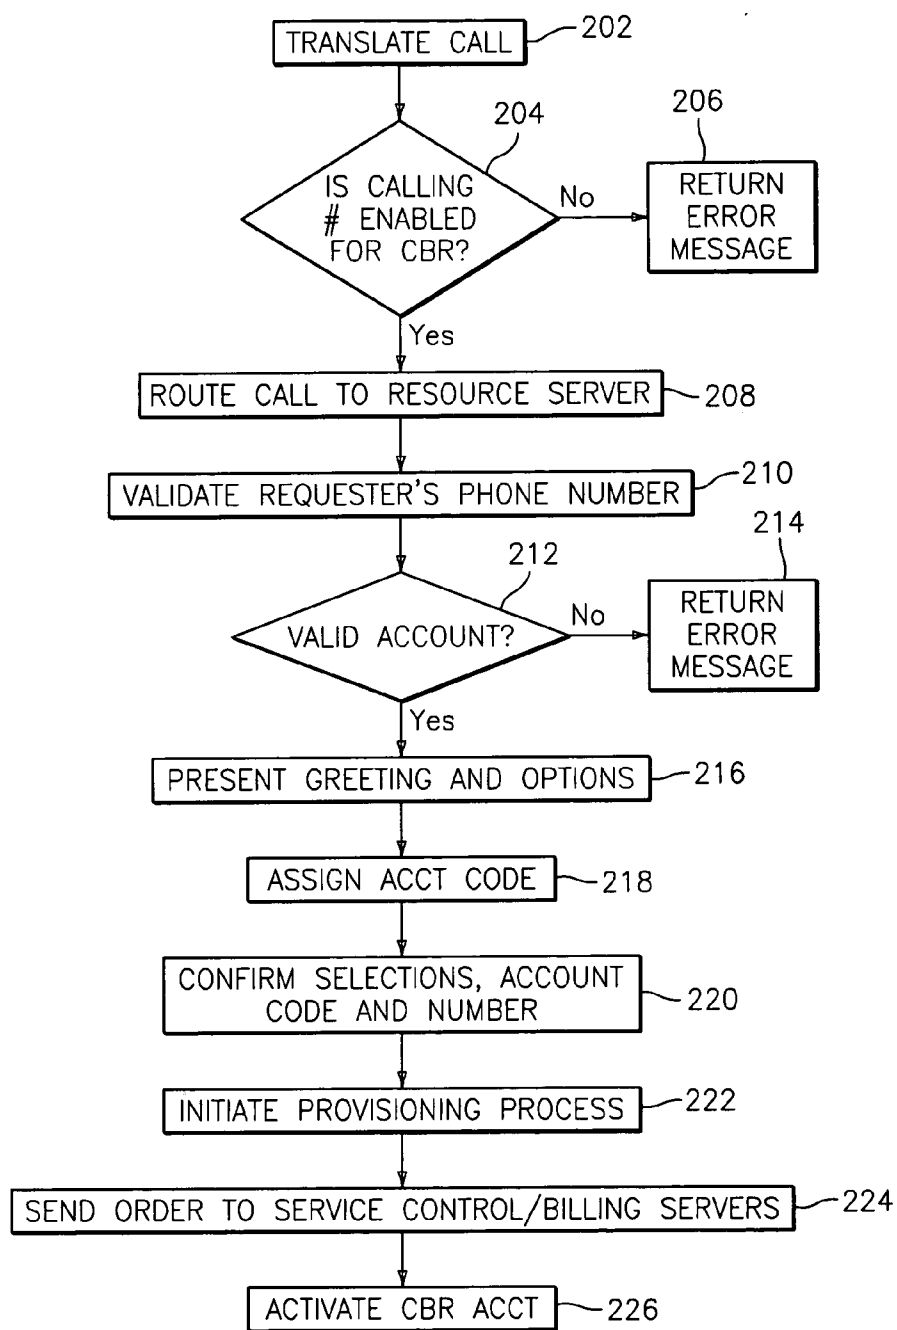 TRANSLATE CALL
202
204
IS CALLING
# ENABLED
FOR CBR?
No
206
RETURN
ERROR
MESSAGE
Yes
ROUTE CALL TO RESOURCE SERVER
208
VALIDATE REQUESTER'S PHONE NUMBER
210
212
VALID ACCOUNT?
No
214
RETURN
ERROR
MESSAGE
Yes
PRESENT GREETING AND OPTIONS
216
ASSIGN ACCT CODE
218
CONFIRM SELECTIONS, ACCOUNT
CODE AND NUMBER
220
INITIATE PROVISIONING PROCESS
222
SEND ORDER TO SERVICE CONTROL/BILLING SERVERS
224
ACTIVATE CBR ACCT
226